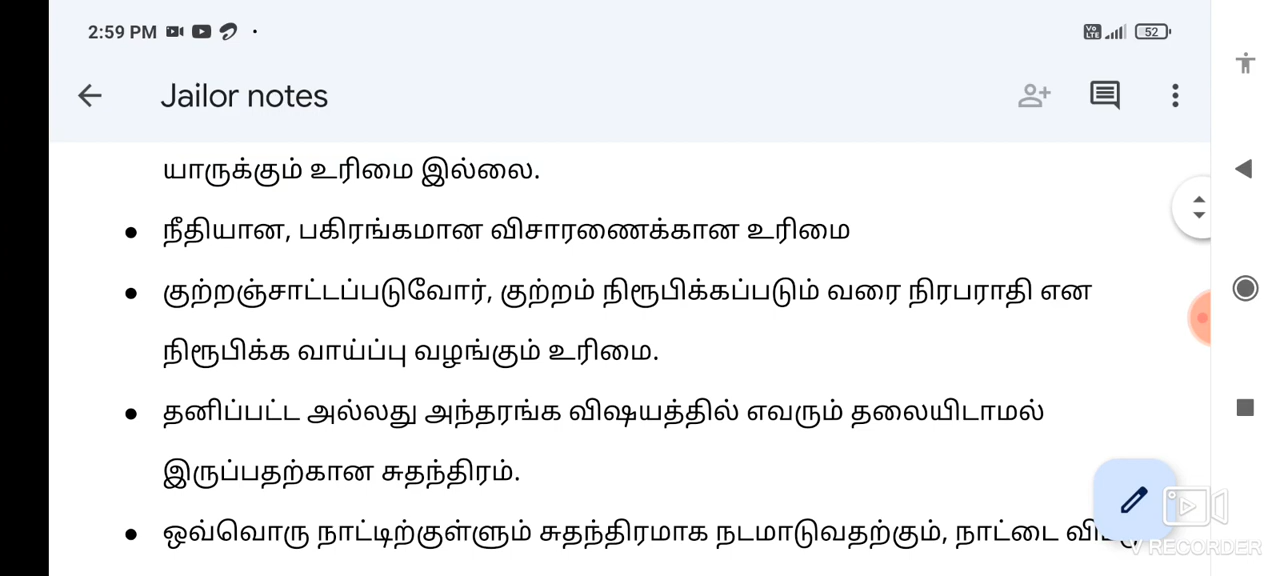 2:59 PM
Vo LTE
52
Jailor notes
யாருக்கும் உரிமை இல்லை.
● நீதியான, பகிரங்கமான விசாரணைக்கான உரிமை
● குற்றஞ்சாட்டப்படுவோர், குற்றம் நிரூபிக்கப்படும் வரை நிரபராதி என
நிரூபிக்க வாய்ப்பு வழங்கும் உரிமை.
● தனிப்பட்ட அல்லது அந்தரங்க விஷயத்தில் எவரும் தலையிடாமல்
இருப்பதற்கான சுதந்திரம்.
● ஒவ்வொரு நாட்டிற்குள்ளும் சுதந்திரமாக நடமாடுவதற்கும், நாட்டை
V RECORDER